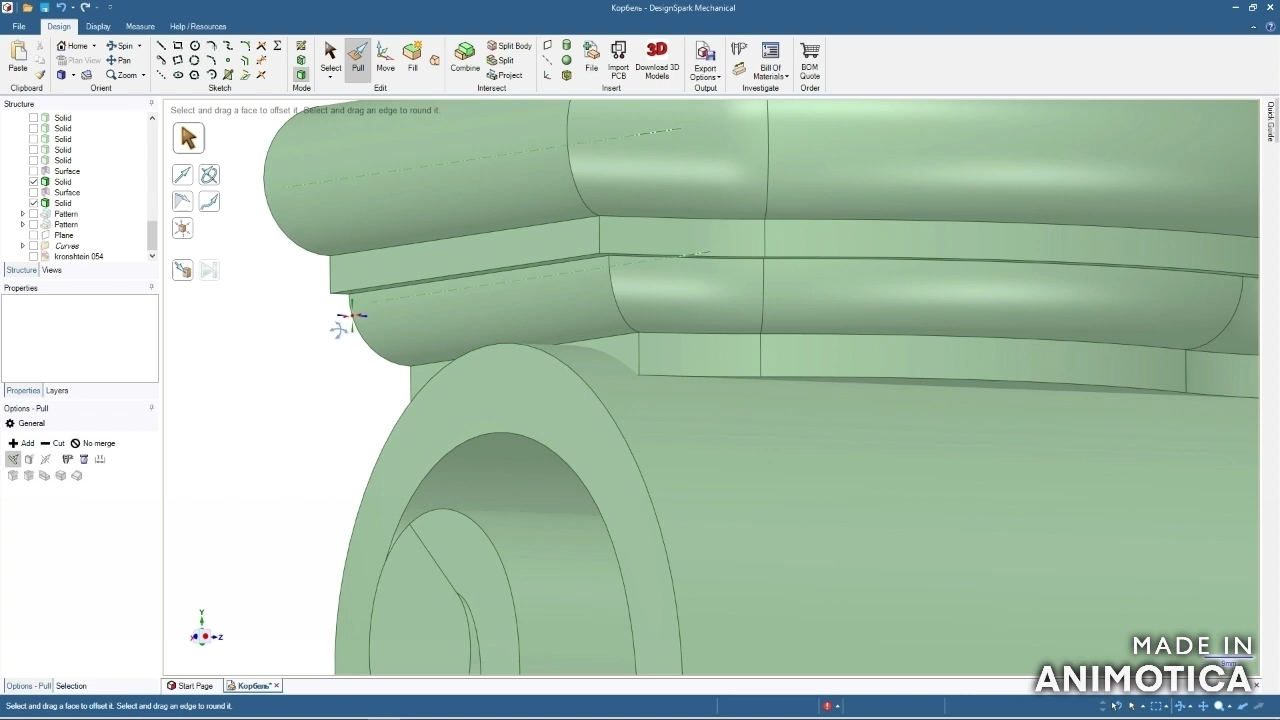 Корбель - DesignSpark Mechanical
File Design Display Measure Help / Resources
Paste
Home Spin
Plan View Pan
Zoom
Select Pull Move Fill
Combine
Split Body
Split
Project
File Import PCB Download 3D Models
Export Options
Bill Of Materials
BOM Quote
Clipboard Orient Sketch Mode Edit Intersect Insert Output Investigate Order
Structure
Solid
Solid
Solid
Solid
Solid
Surface
Solid
Surface
Solid
Pattern
Pattern
Plane
Curves
kronshtein 054
Structure Views
Properties
Properties Layers
Options - Pull
General
Add Cut No merge
Options - Pull Selection
Select and drag a face to offset it. Select and drag an edge to round it.
Quick Guide
Y
Z
MADE IN
ANIMOTICA
Start Page Корбель*
Select and drag a face to offset it. Select and drag an edge to round it.